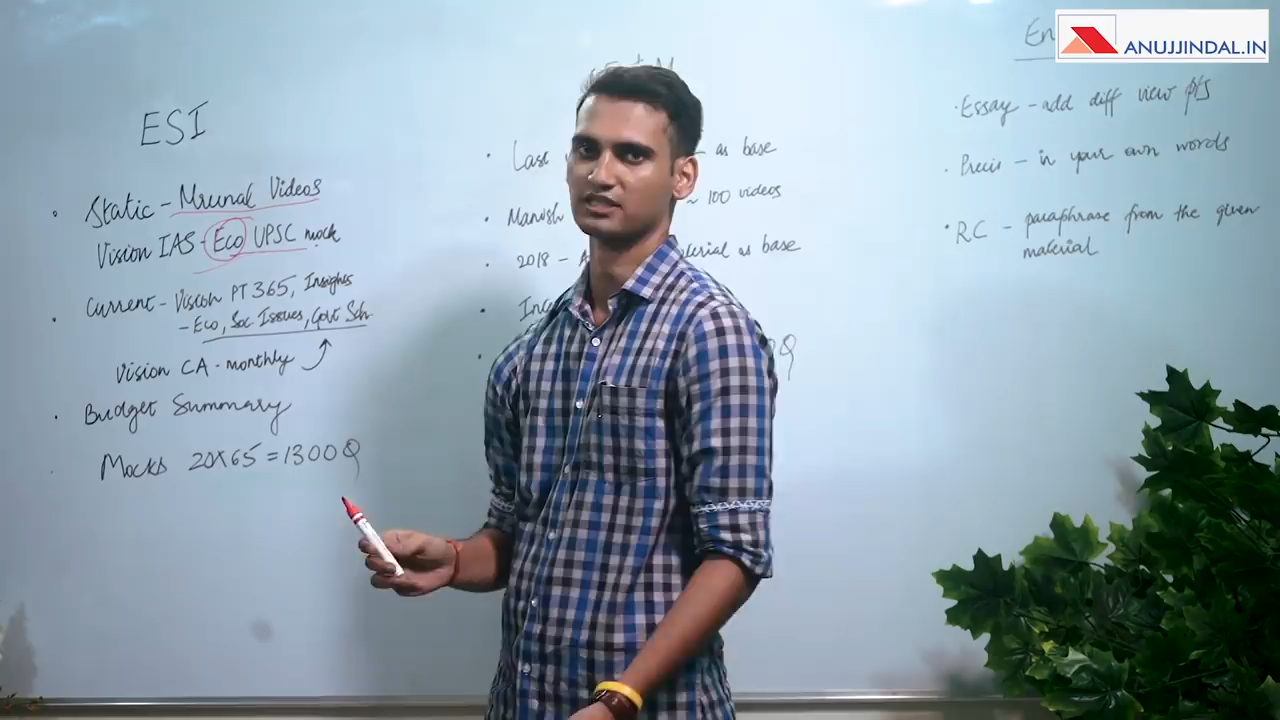 ESI
Static - Mrunal Videos
Vision IAS - Eco UPSC mock
Current - Vision PT 365, Insights
- Eco, Soc Issues, Govt Sch.
Vision CA - monthly
Budget Summary
Mocks 20X65 = 1300Q
Last
as base
Manish
~ 100 videos
2018 -
as base
Q
En
ANUJJINDAL.IN
Essay - add diff view pts
Precis - in your own words
RC - paraphrase from the given
material